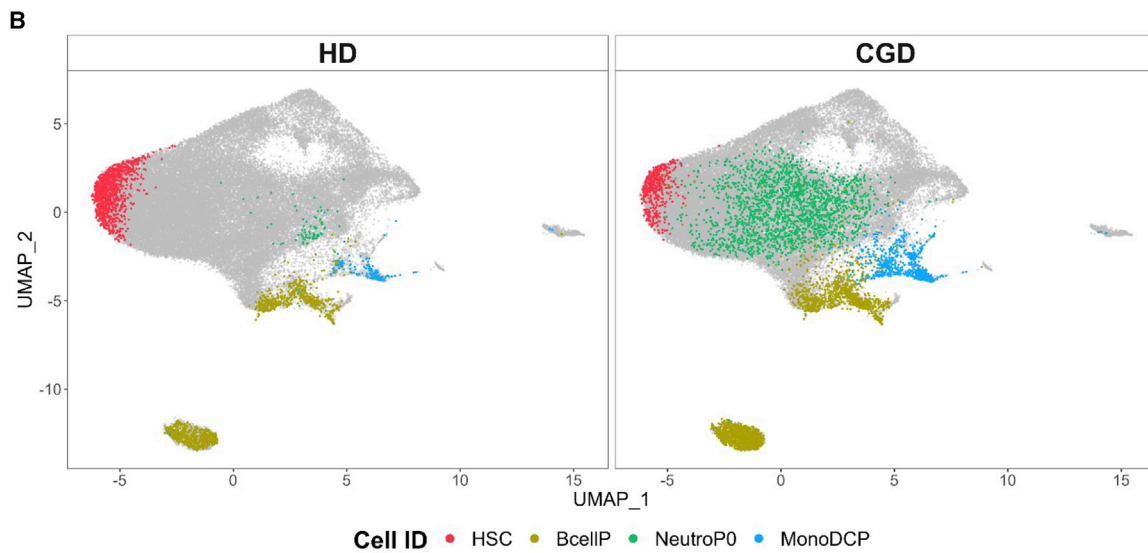 B
HD CGD
5
0
-5
-10
-5 0 5 10 15 -5 0 5 10 15
UMAP_2
UMAP_1
Cell ID HSC BcellP NeutroP0 MonoDCP